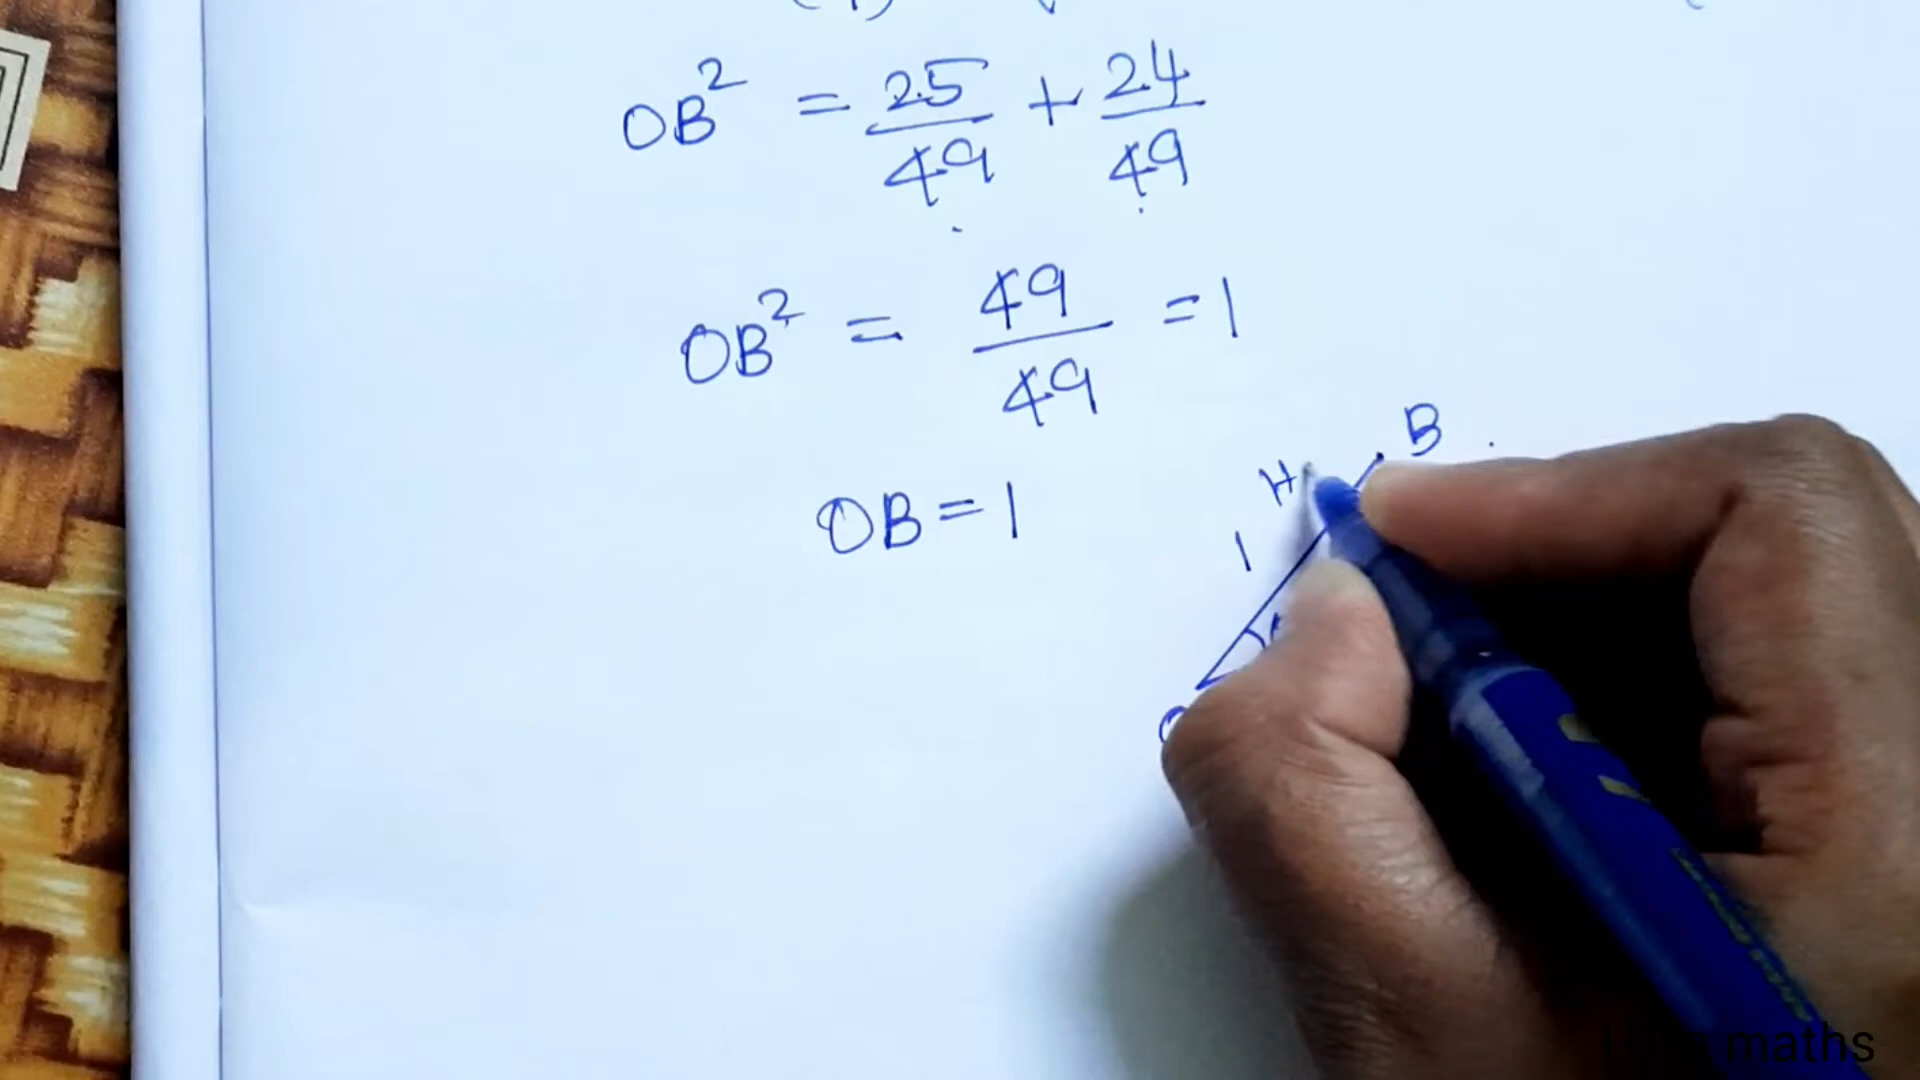 OB² = 25/49 + 24/49
OB² = 49/49 = 1
B
H
OB = 1
1
maths